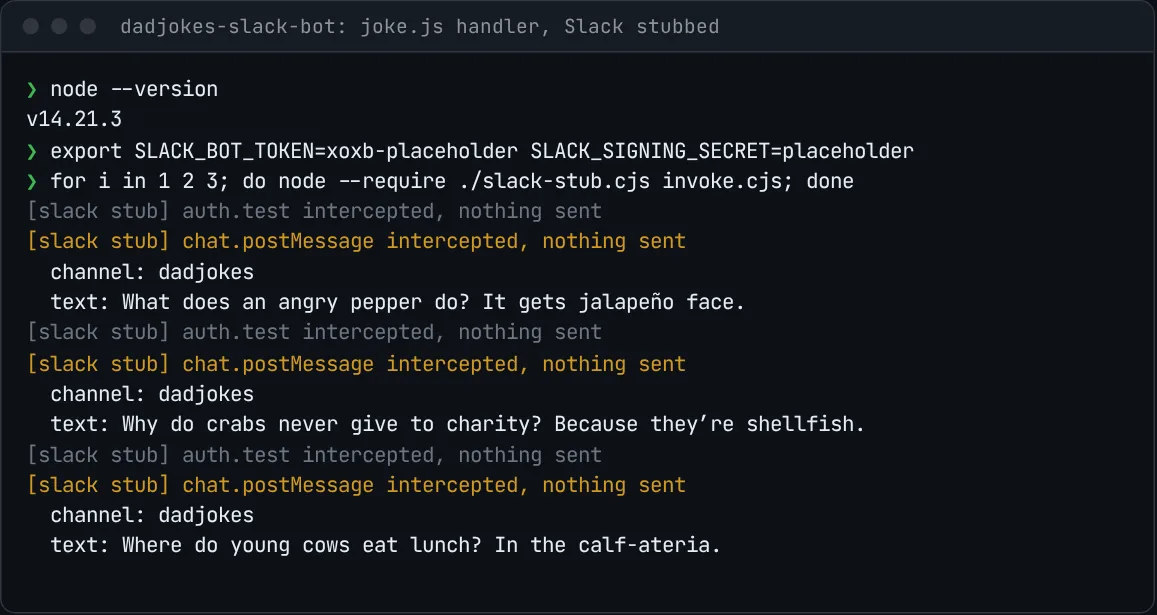 dadjokes-slack-bot: joke.js handler, Slack stubbed
❯ node --version
v14.21.3
❯ export SLACK_BOT_TOKEN=xoxb-placeholder SLACK_SIGNING_SECRET=placeholder
❯ for i in 1 2 3; do node --require ./slack-stub.cjs invoke.cjs; done
[slack stub] auth.test intercepted, nothing sent
[slack stub] chat.postMessage intercepted, nothing sent
  channel: dadjokes
  text: What does an angry pepper do? It gets jalapeño face.
[slack stub] auth.test intercepted, nothing sent
[slack stub] chat.postMessage intercepted, nothing sent
  channel: dadjokes
  text: Why do crabs never give to charity? Because they’re shellfish.
[slack stub] auth.test intercepted, nothing sent
[slack stub] chat.postMessage intercepted, nothing sent
  channel: dadjokes
  text: Where do young cows eat lunch? In the calf-ateria.